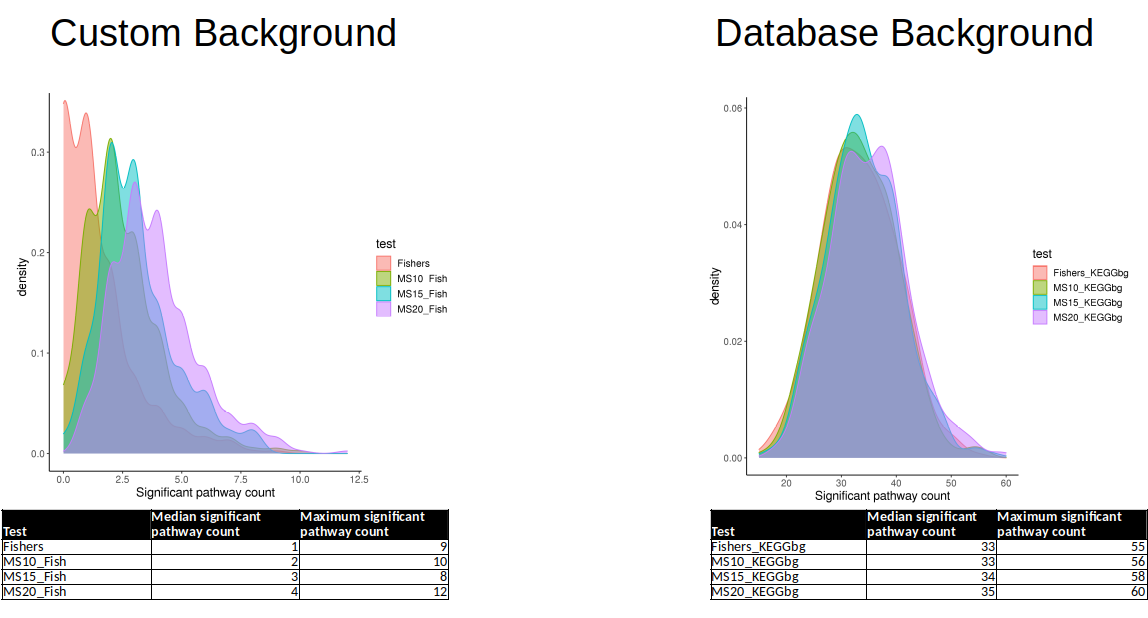 Custom Background
Database Background
0.3
0.2
0.1
0.0
density
0.0 2.5 5.0 7.5 10.0 12.5
Significant pathway count
test
Fishers
MS10 Fish
MS15_Fish
MS20_Fish
0.06
0.04
0.02
0.00
density
20 30 40 50 60
Significant pathway count
test
Fishers_KEGGbg
MS10_KEGGbg
MS15_KEGGbg
MS20_KEGGbg
Test Median significant pathway count Maximum significant pathway count
Fishers 1 9
MS10_Fish 2 10
MS15_Fish 3 8
MS20_Fish 4 12
Test Median significant pathway count Maximum significant pathway count
Fishers_KEGGbg 33 55
MS10_KEGGbg 33 56
MS15_KEGGbg 34 58
MS20_KEGGbg 35 60